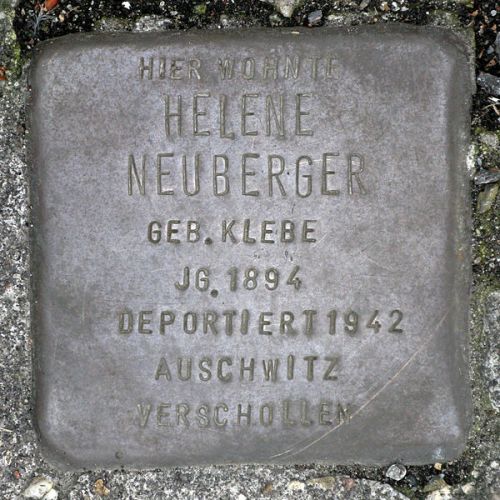 HIER WOHNTE
HELENE
NEUBERGER
GEB. KLEBE
JG. 1894
DEPORTIERT 1942
AUSCHWITZ
VERSCHOLLEN